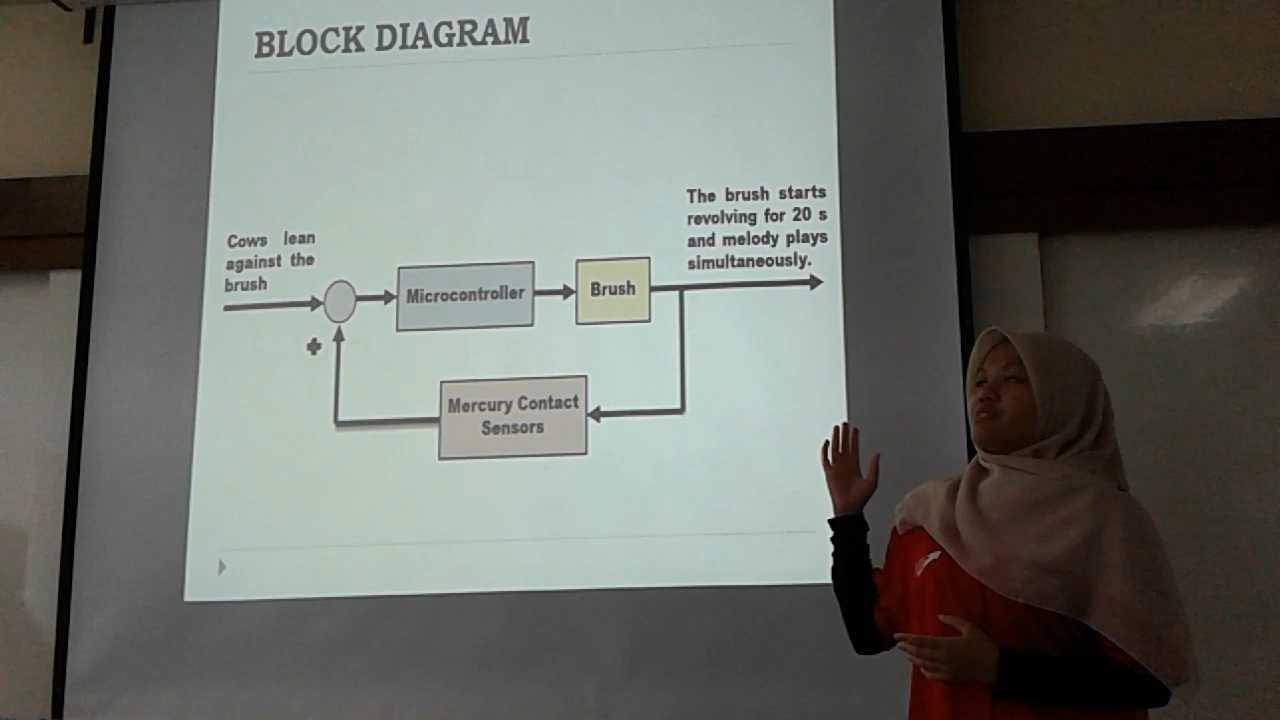 BLOCK DIAGRAM
The brush starts
revolving for 20 s
and melody plays
simultaneously.
Cows lean
against the
brush
Microcontroller
Brush
+
Mercury Contact
Sensors